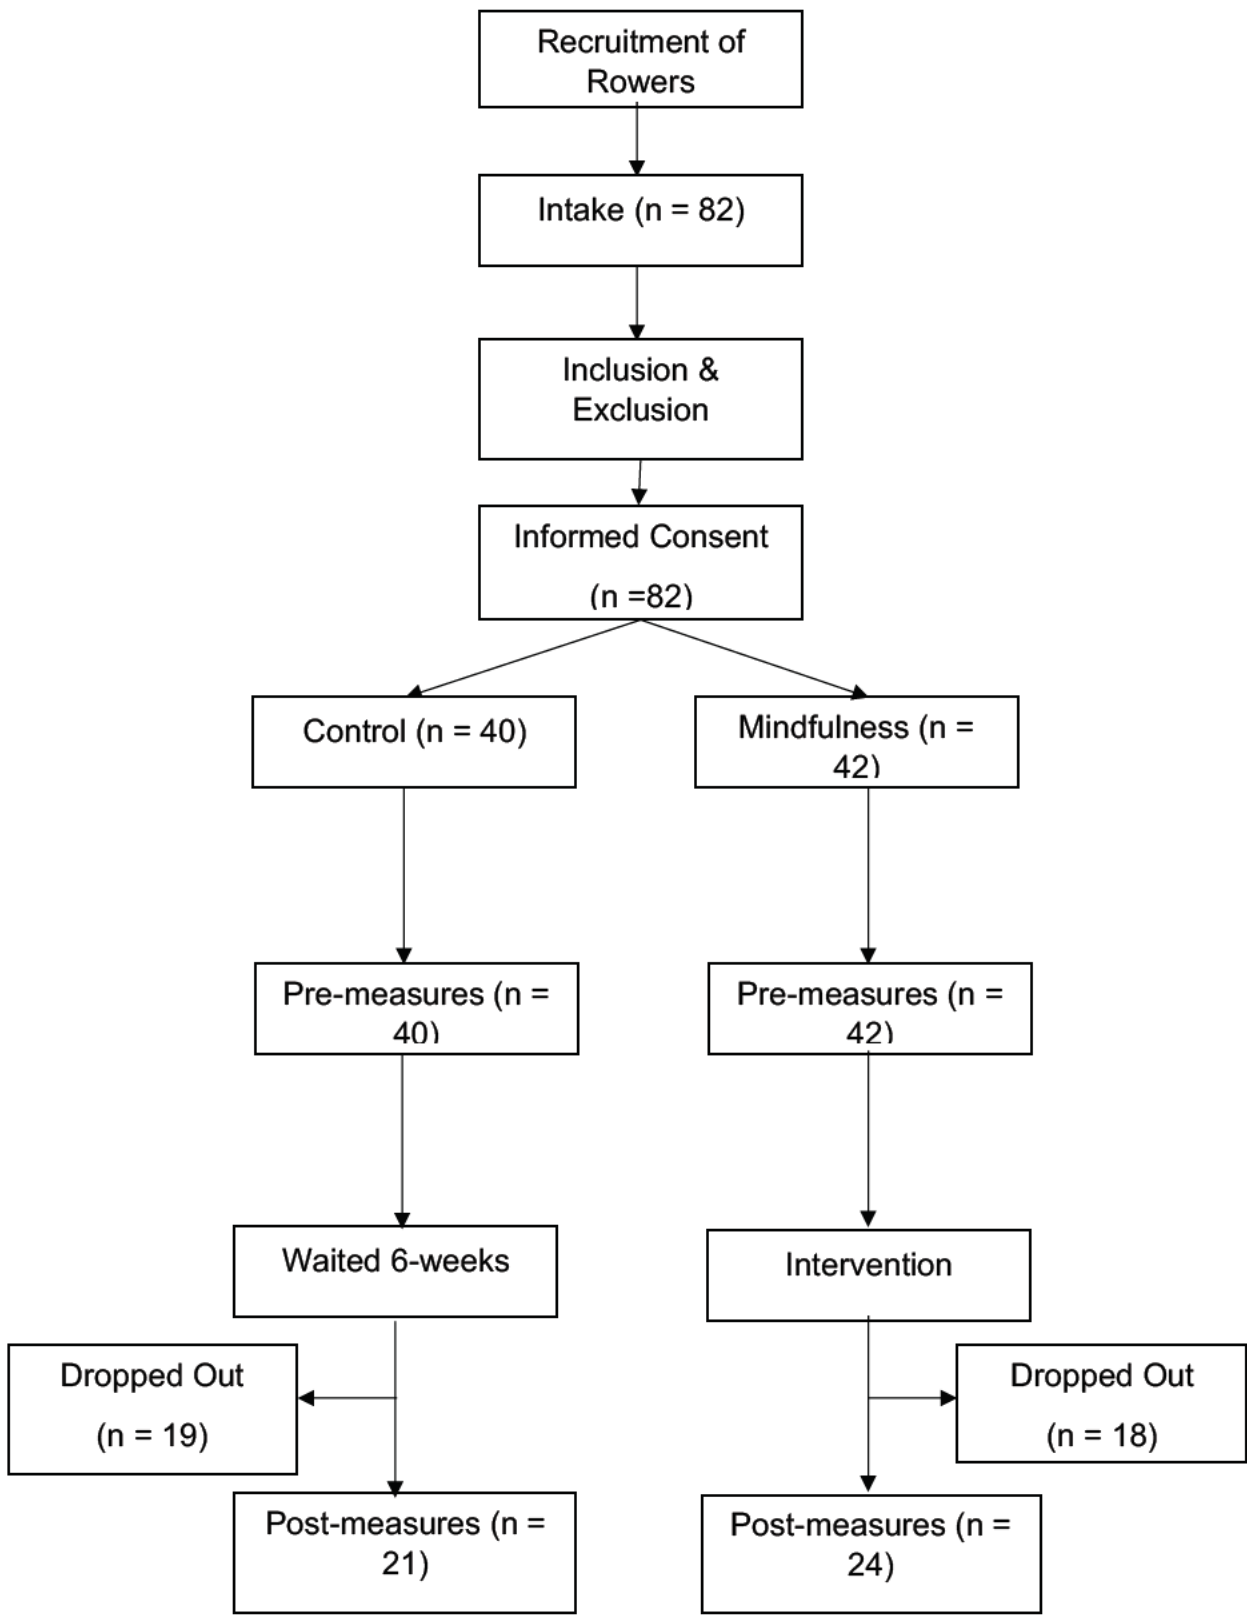 Recruitment of
Rowers
Intake (n = 82)
Inclusion &
Exclusion
Informed Consent
(n =82)
Control (n = 40)
Mindfulness (n =
42)
Pre-measures (n =
40)
Pre-measures (n =
42)
Waited 6-weeks
Intervention
Dropped Out
(n = 19)
Dropped Out
(n = 18)
Post-measures (n =
21)
Post-measures (n =
24)